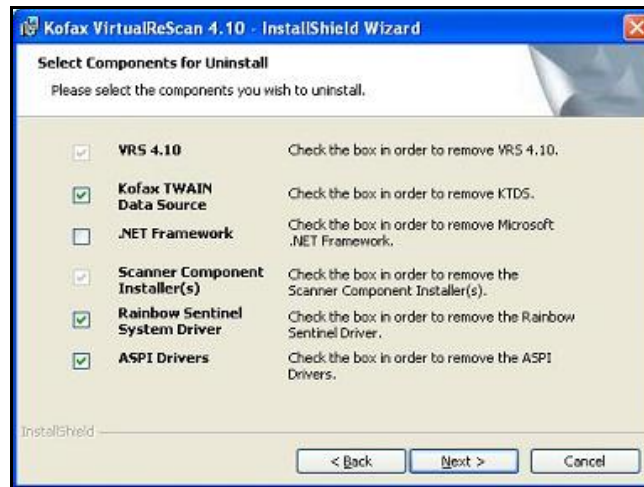 Kofax VirtualReScan 4.10 - InstallShield Wizard
Select Components for Uninstall
Please select the components you wish to uninstall.
VRS 4.10
Check the box in order to remove VRS 4.10.
Kofax TWAIN
Data Source
Check the box in order to remove KTDS.
.NET Framework
Check the box in order to remove Microsoft
.NET Framework.
Scanner Component
Installer(s)
Check the box in order to remove the
Scanner Component Installer(s).
Rainbow Sentinel
System Driver
Check the box in order to remove the Rainbow
Sentinel Driver.
ASPI Drivers
Check the box in order to remove the ASPI
Drivers.
InstallShield
< Back
Next >
Cancel